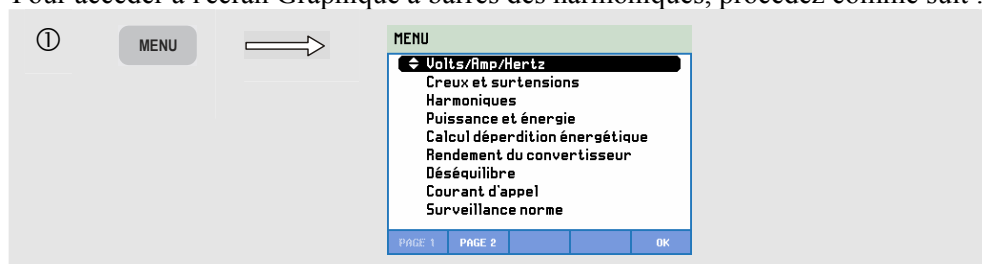 Pour accéder à l'écran Graphique à barres des harmoniques, procédez comme suit :
①
MENU
MENU
Volts/Amp/Hertz
Creux et surtensions
Harmoniques
Puissance et énergie
Calcul déperdition énergétique
Rendement du convertisseur
Déséquilibre
Courant d'appel
Surveillance norme
PAGE 1 PAGE 2 OK